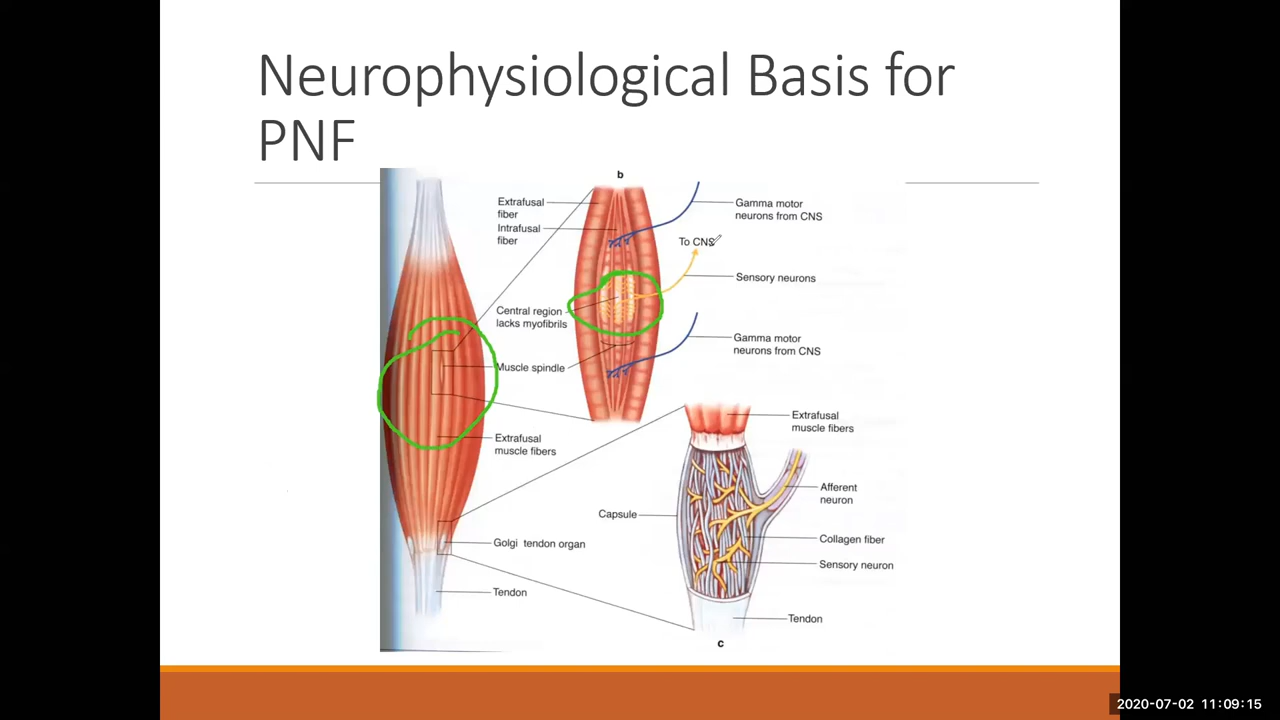 Neurophysiological Basis for
PNF
b
Extrafusal
fiber
Intrafusal
fiber
Gamma motor
neurons from CNS
To CNS
Sensory neurons
Central region
lacks myofibrils
Gamma motor
neurons from CNS
Muscle spindle
Extrafusal
muscle fibers
Extrafusal
muscle fibers
Afferent
neuron
Capsule
Collagen fiber
Golgi tendon organ
Sensory neuron
Tendon
Tendon
c
2020-07-02 11:09:15